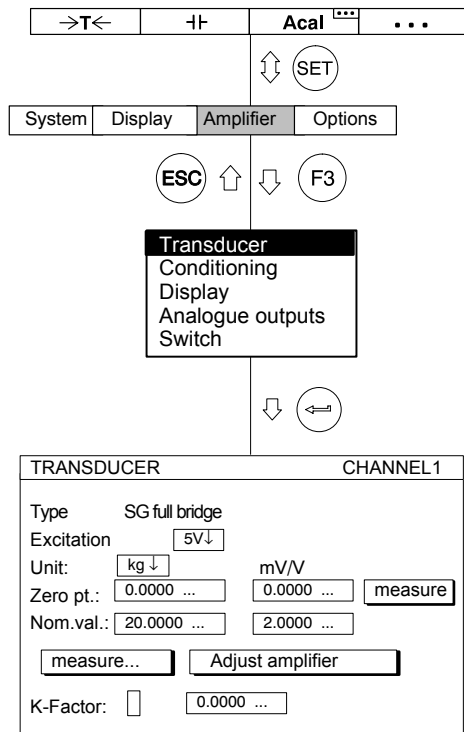 →T← ⊣⊢ Acal ... ...
SET
System Display Amplifier Options
ESC F3
Transducer
Conditioning
Display
Analogue outputs
Switch
TRANSDUCER CHANNEL1
Type SG full bridge
Excitation 5V↓
Unit: kg↓ mV/V
Zero pt.: 0.0000 ... 0.0000 ... measure
Nom.val.: 20.0000 ... 2.0000 ...
measure... Adjust amplifier
K-Factor: 0.0000 ...